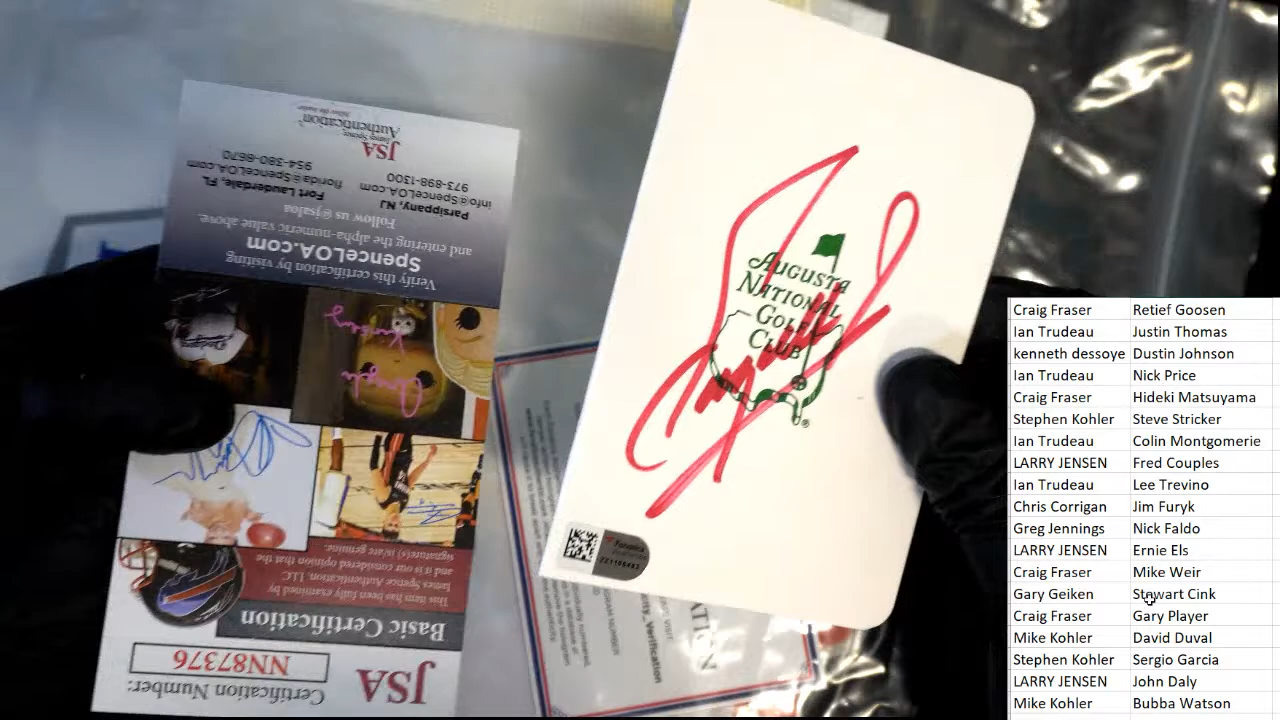 JSA
Authentication
954-380-8670
florida@SpenceLOA.com
Fort Lauderdale, FL
973-898-1300
info@SpenceLOA.com
Parsippany, NJ
Follow us @jsaloa
and entering the alpha-numeric value above.
SpenceLOA.com
Verify this certification by visiting
signature(s) is/are genuine.
and it is our considered opinion that the
James Spence Authentication, LLC
This item has been fully examined by
Basic Certification
NN87376
Certification Number:
JSA
AUGUSTA
NATIONAL
GOLF
CLUB
Fanatics
Craig Fraser Retief Goosen
Ian Trudeau Justin Thomas
kenneth dessoye Dustin Johnson
Ian Trudeau Nick Price
Craig Fraser Hideki Matsuyama
Stephen Kohler Steve Stricker
Ian Trudeau Colin Montgomerie
LARRY JENSEN Fred Couples
Ian Trudeau Lee Trevino
Chris Corrigan Jim Furyk
Greg Jennings Nick Faldo
LARRY JENSEN Ernie Els
Craig Fraser Mike Weir
Gary Geiken Stewart Cink
Craig Fraser Gary Player
Mike Kohler David Duval
Stephen Kohler Sergio Garcia
LARRY JENSEN John Daly
Mike Kohler Bubba Watson